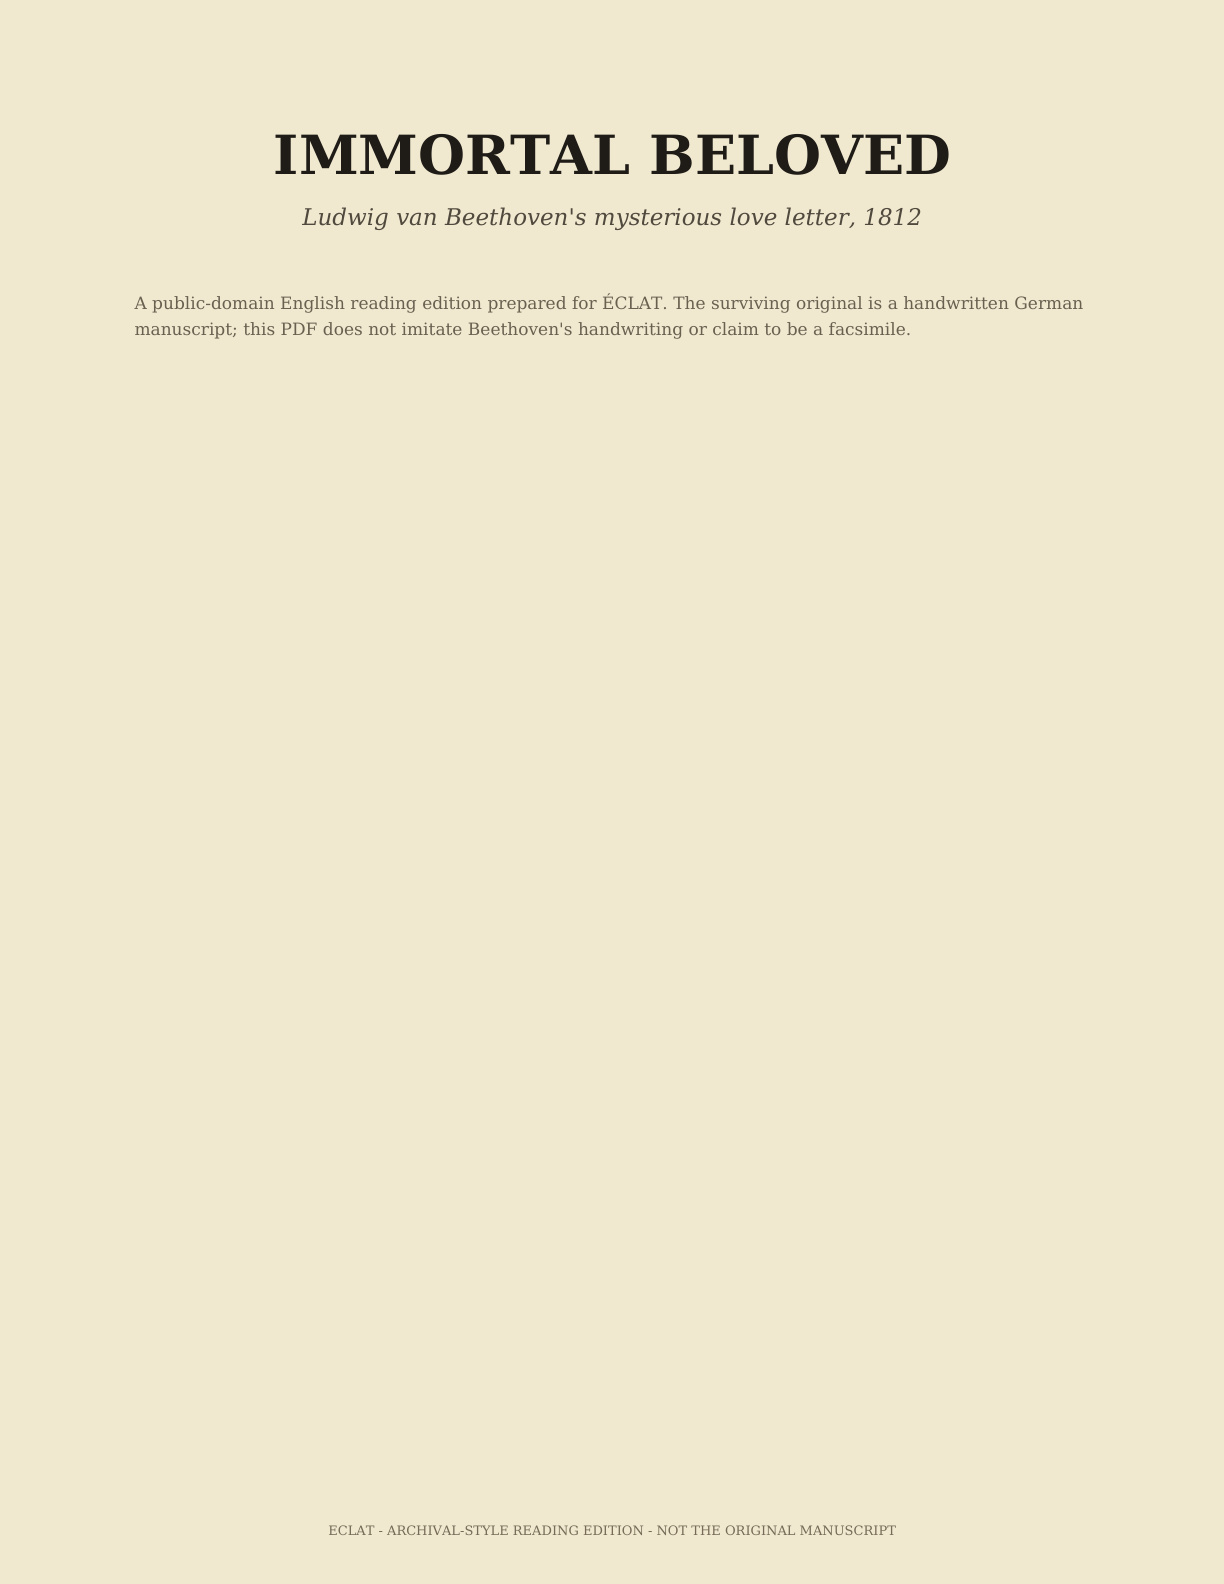 IMMORTAL BELOVED
Ludwig van Beethoven's mysterious love letter, 1812
A public-domain English reading edition prepared for ÉCLAT. The surviving original is a handwritten German
manuscript; this PDF does not imitate Beethoven's handwriting or claim to be a facsimile.
ECLAT - ARCHIVAL-STYLE READING EDITION - NOT THE ORIGINAL MANUSCRIPT